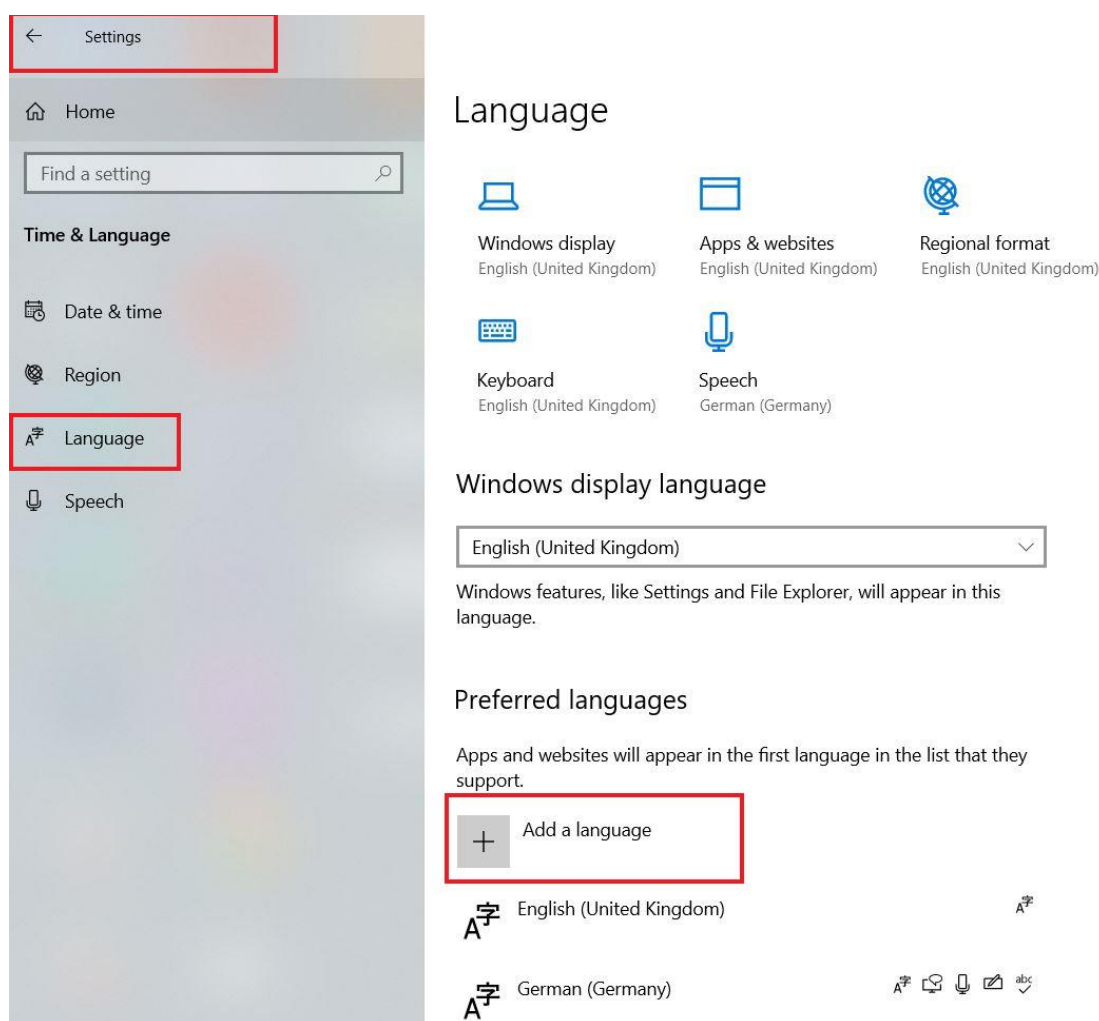 Settings
Home
Find a setting
Time & Language
Date & time
Region
Language
Speech
Language
Windows display
English (United Kingdom)
Apps & websites
English (United Kingdom)
Regional format
English (United Kingdom)
Keyboard
English (United Kingdom)
Speech
German (Germany)
Windows display language
English (United Kingdom)
Windows features, like Settings and File Explorer, will appear in this
language.
Preferred languages
Apps and websites will appear in the first language in the list that they
support.
Add a language
English (United Kingdom)
German (Germany)